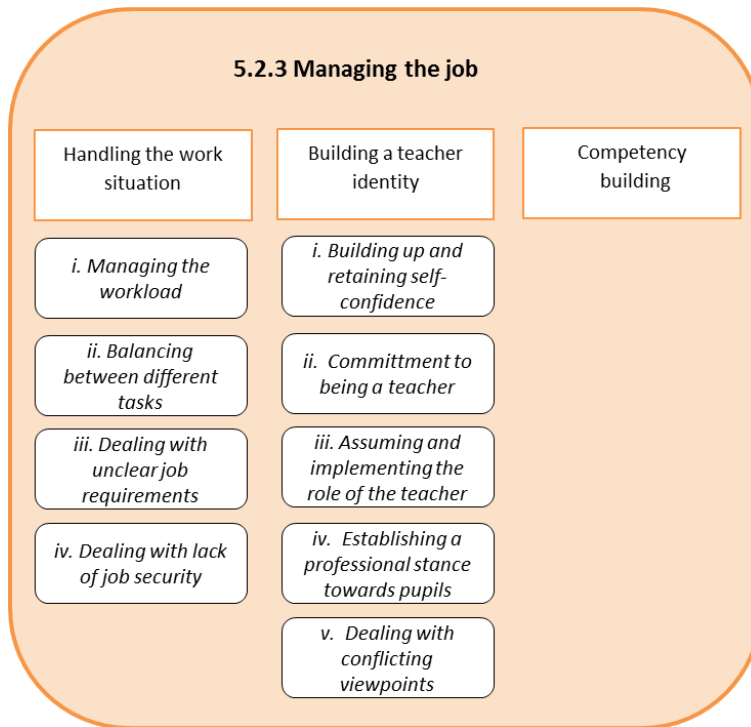 5.2.3 Managing the job
Handling the work
situation
i. Managing the
workload
ii. Balancing
between different
tasks
iii. Dealing with
unclear job
requirements
iv. Dealing with lack
of job security
Building a teacher
identity
i. Building up and
retaining self-
confidence
ii. Committment to
being a teacher
iii. Assuming and
implementing the
role of the teacher
iv. Establishing a
professional stance
towards pupils
v. Dealing with
conflicting
viewpoints
Competency
building